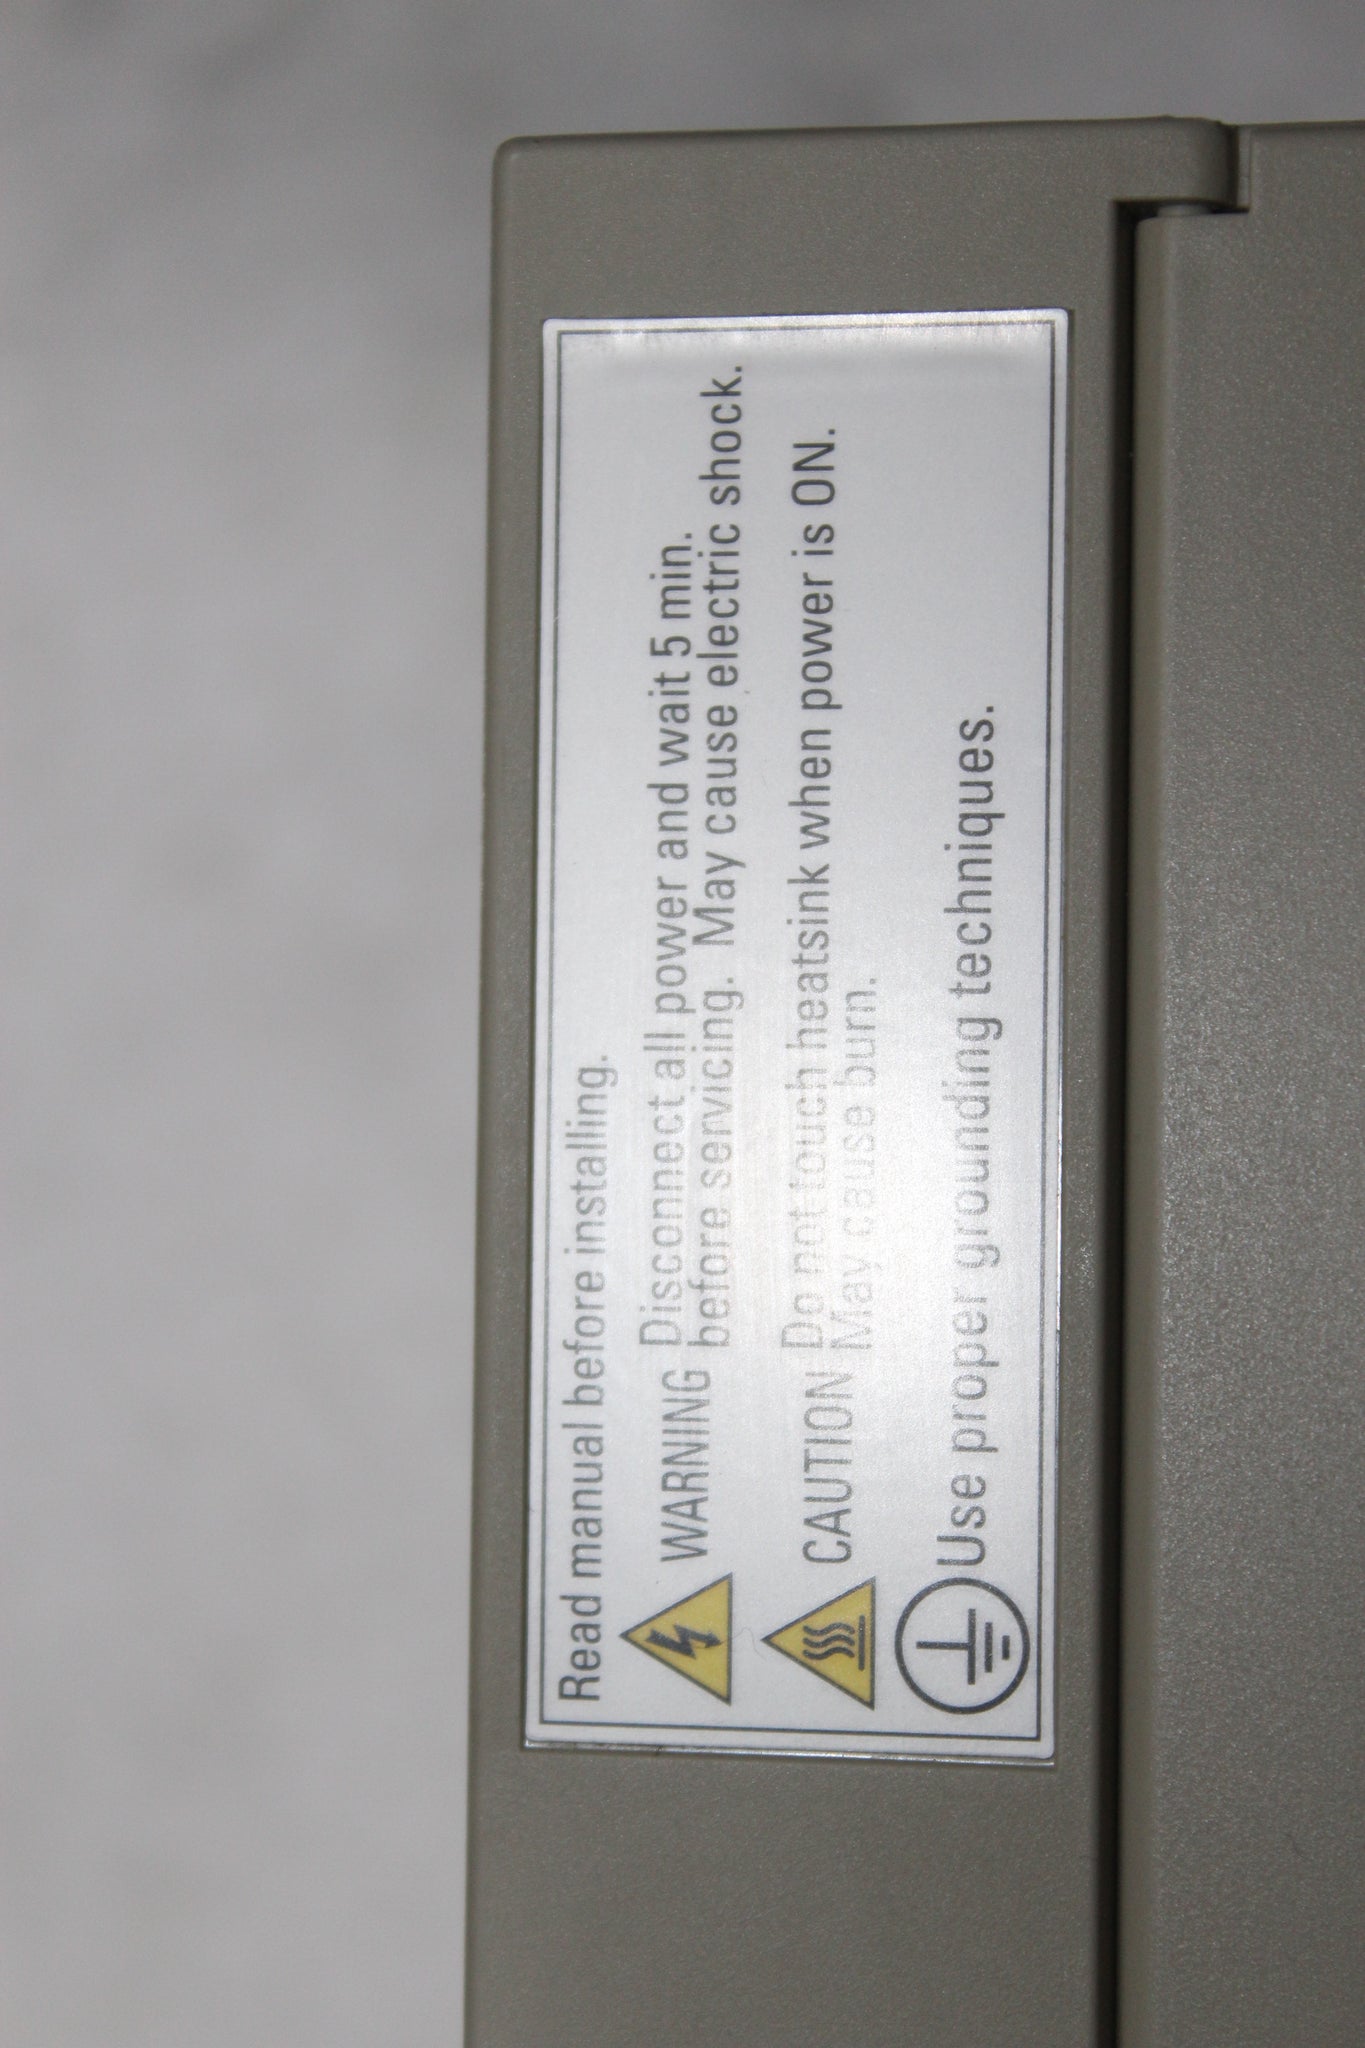 Read manual before installing.
WARNING Disconnect all power and wait 5 min.
before servicing. May cause electric shock.
CAUTION Do not touch heatsink when power is ON.
May cause burn.
Use proper grounding techniques.